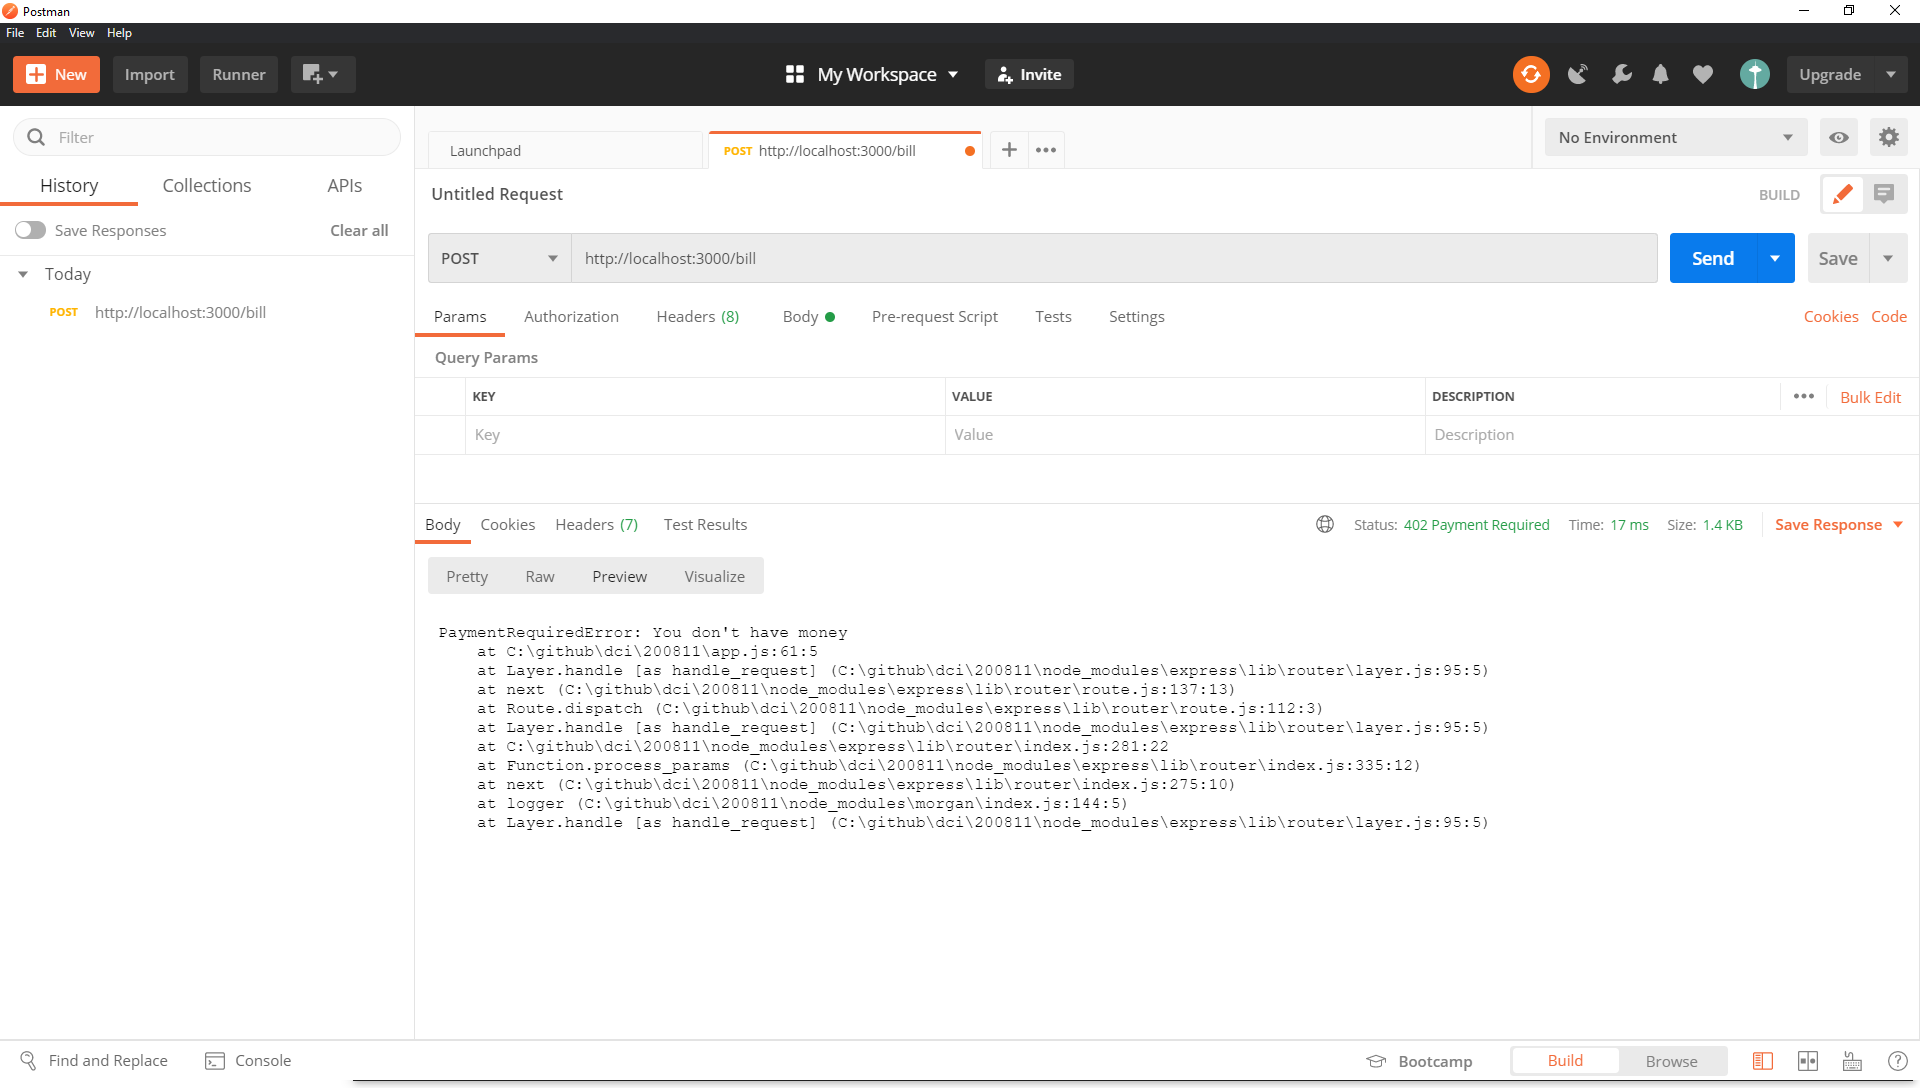 Postman
File Edit View Help
New Import Runner My Workspace Invite Upgrade
Filter
Launchpad POST http://localhost:3000/bill No Environment
History Collections APIs
Untitled Request BUILD
Save Responses Clear all
POST http://localhost:3000/bill Send Save
Today
POST http://localhost:3000/bill
Params Authorization Headers (8) Body Pre-request Script Tests Settings Cookies Code
Query Params
KEY VALUE DESCRIPTION Bulk Edit
Key Value Description
Body Cookies Headers (7) Test Results Status: 402 Payment Required Time: 17 ms Size: 1.4 KB Save Response
Pretty Raw Preview Visualize
PaymentRequiredError: You don't have money
at C:\github\dci\200811\app.js:61:5
at Layer.handle [as handle_request] (C:\github\dci\200811\node_modules\express\lib\router\layer.js:95:5)
at next (C:\github\dci\200811\node_modules\express\lib\router\route.js:137:13)
at Route.dispatch (C:\github\dci\200811\node_modules\express\lib\router\route.js:112:3)
at Layer.handle [as handle_request] (C:\github\dci\200811\node_modules\express\lib\router\layer.js:95:5)
at C:\github\dci\200811\node_modules\express\lib\router\index.js:281:22
at Function.process_params (C:\github\dci\200811\node_modules\express\lib\router\index.js:335:12)
at next (C:\github\dci\200811\node_modules\express\lib\router\index.js:275:10)
at logger (C:\github\dci\200811\node_modules\morgan\index.js:144:5)
at Layer.handle [as handle_request] (C:\github\dci\200811\node_modules\express\lib\router\layer.js:95:5)
Find and Replace Console Bootcamp Build Browse